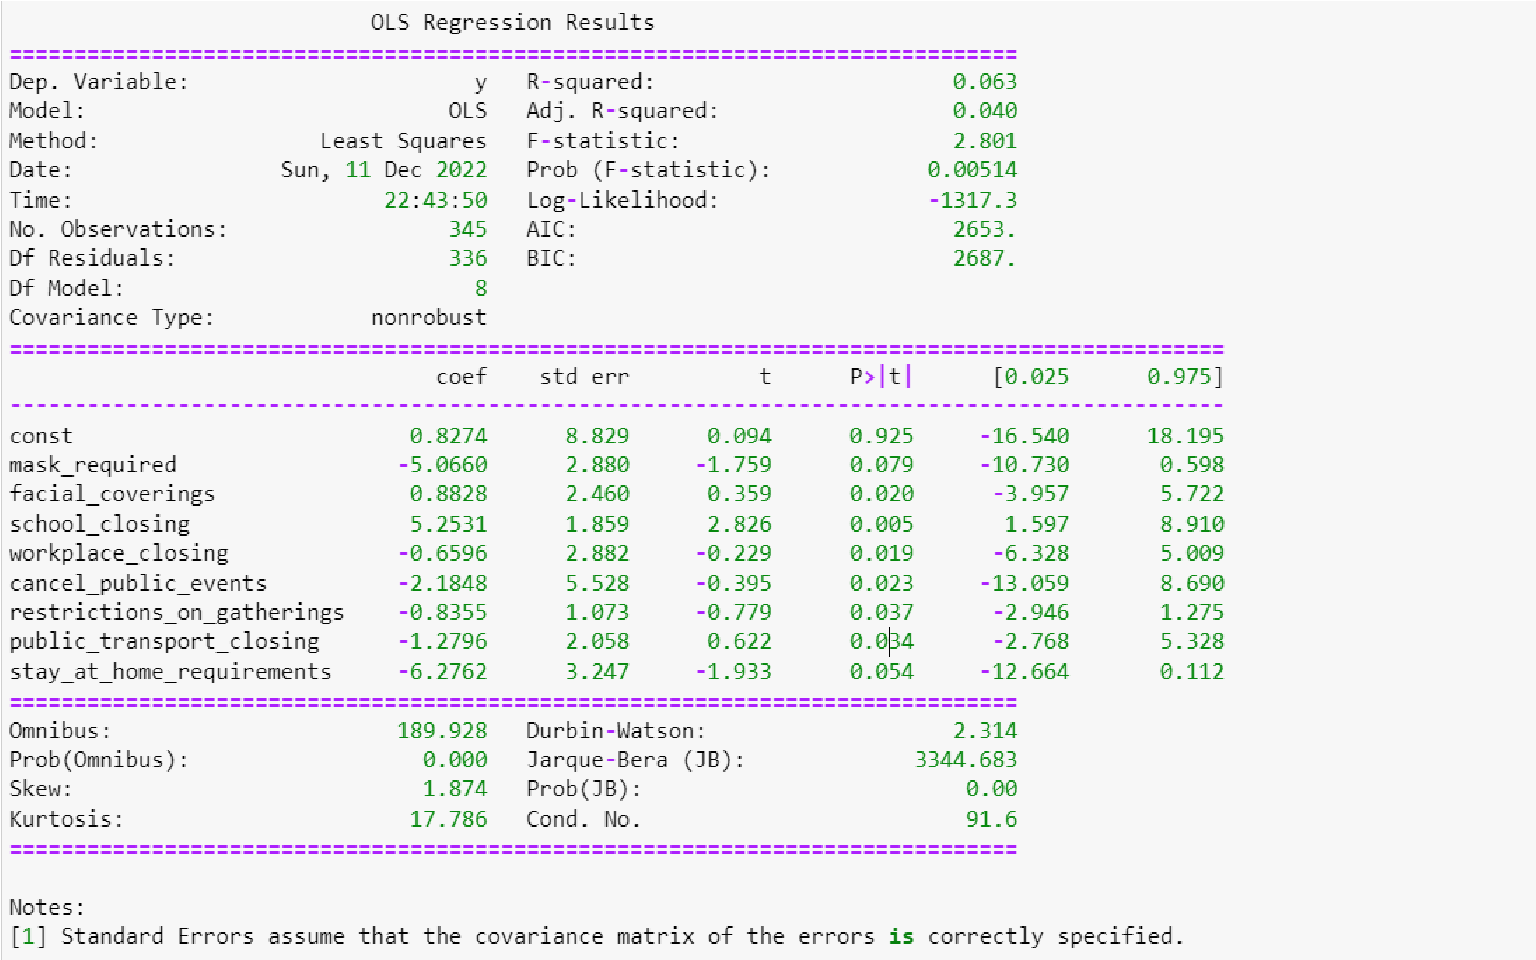 OLS Regression Results
==============================================================================
Dep. Variable: y R-squared: 0.063
Model: OLS Adj. R-squared: 0.040
Method: Least Squares F-statistic: 2.801
Date: Sun, 11 Dec 2022 Prob (F-statistic): 0.00514
Time: 22:43:50 Log-Likelihood: -1317.3
No. Observations: 345 AIC: 2653.
Df Residuals: 336 BIC: 2687.
Df Model: 8
Covariance Type: nonrobust
==============================================================================================
coef std err t P>|t| [0.025 0.975]
----------------------------------------------------------------------------------------------
const 0.8274 8.829 0.094 0.925 -16.540 18.195
mask_required -5.0660 2.880 -1.759 0.079 -10.730 0.598
facial_coverings 0.8828 2.460 0.359 0.020 -3.957 5.722
school_closing 5.2531 1.859 2.826 0.005 1.597 8.910
workplace_closing -0.6596 2.882 -0.229 0.019 -6.328 5.009
cancel_public_events -2.1848 5.528 -0.395 0.023 -13.059 8.690
restrictions_on_gatherings -0.8355 1.073 -0.779 0.037 -2.946 1.275
public_transport_closing -1.2796 2.058 0.622 0.034 -2.768 5.328
stay_at_home_requirements -6.2762 3.247 -1.933 0.054 -12.664 0.112
==============================================================================
Omnibus: 189.928 Durbin-Watson: 2.314
Prob(Omnibus): 0.000 Jarque-Bera (JB): 3344.683
Skew: 1.874 Prob(JB): 0.00
Kurtosis: 17.786 Cond. No. 91.6
==============================================================================
Notes:
[1] Standard Errors assume that the covariance matrix of the errors is correctly specified.